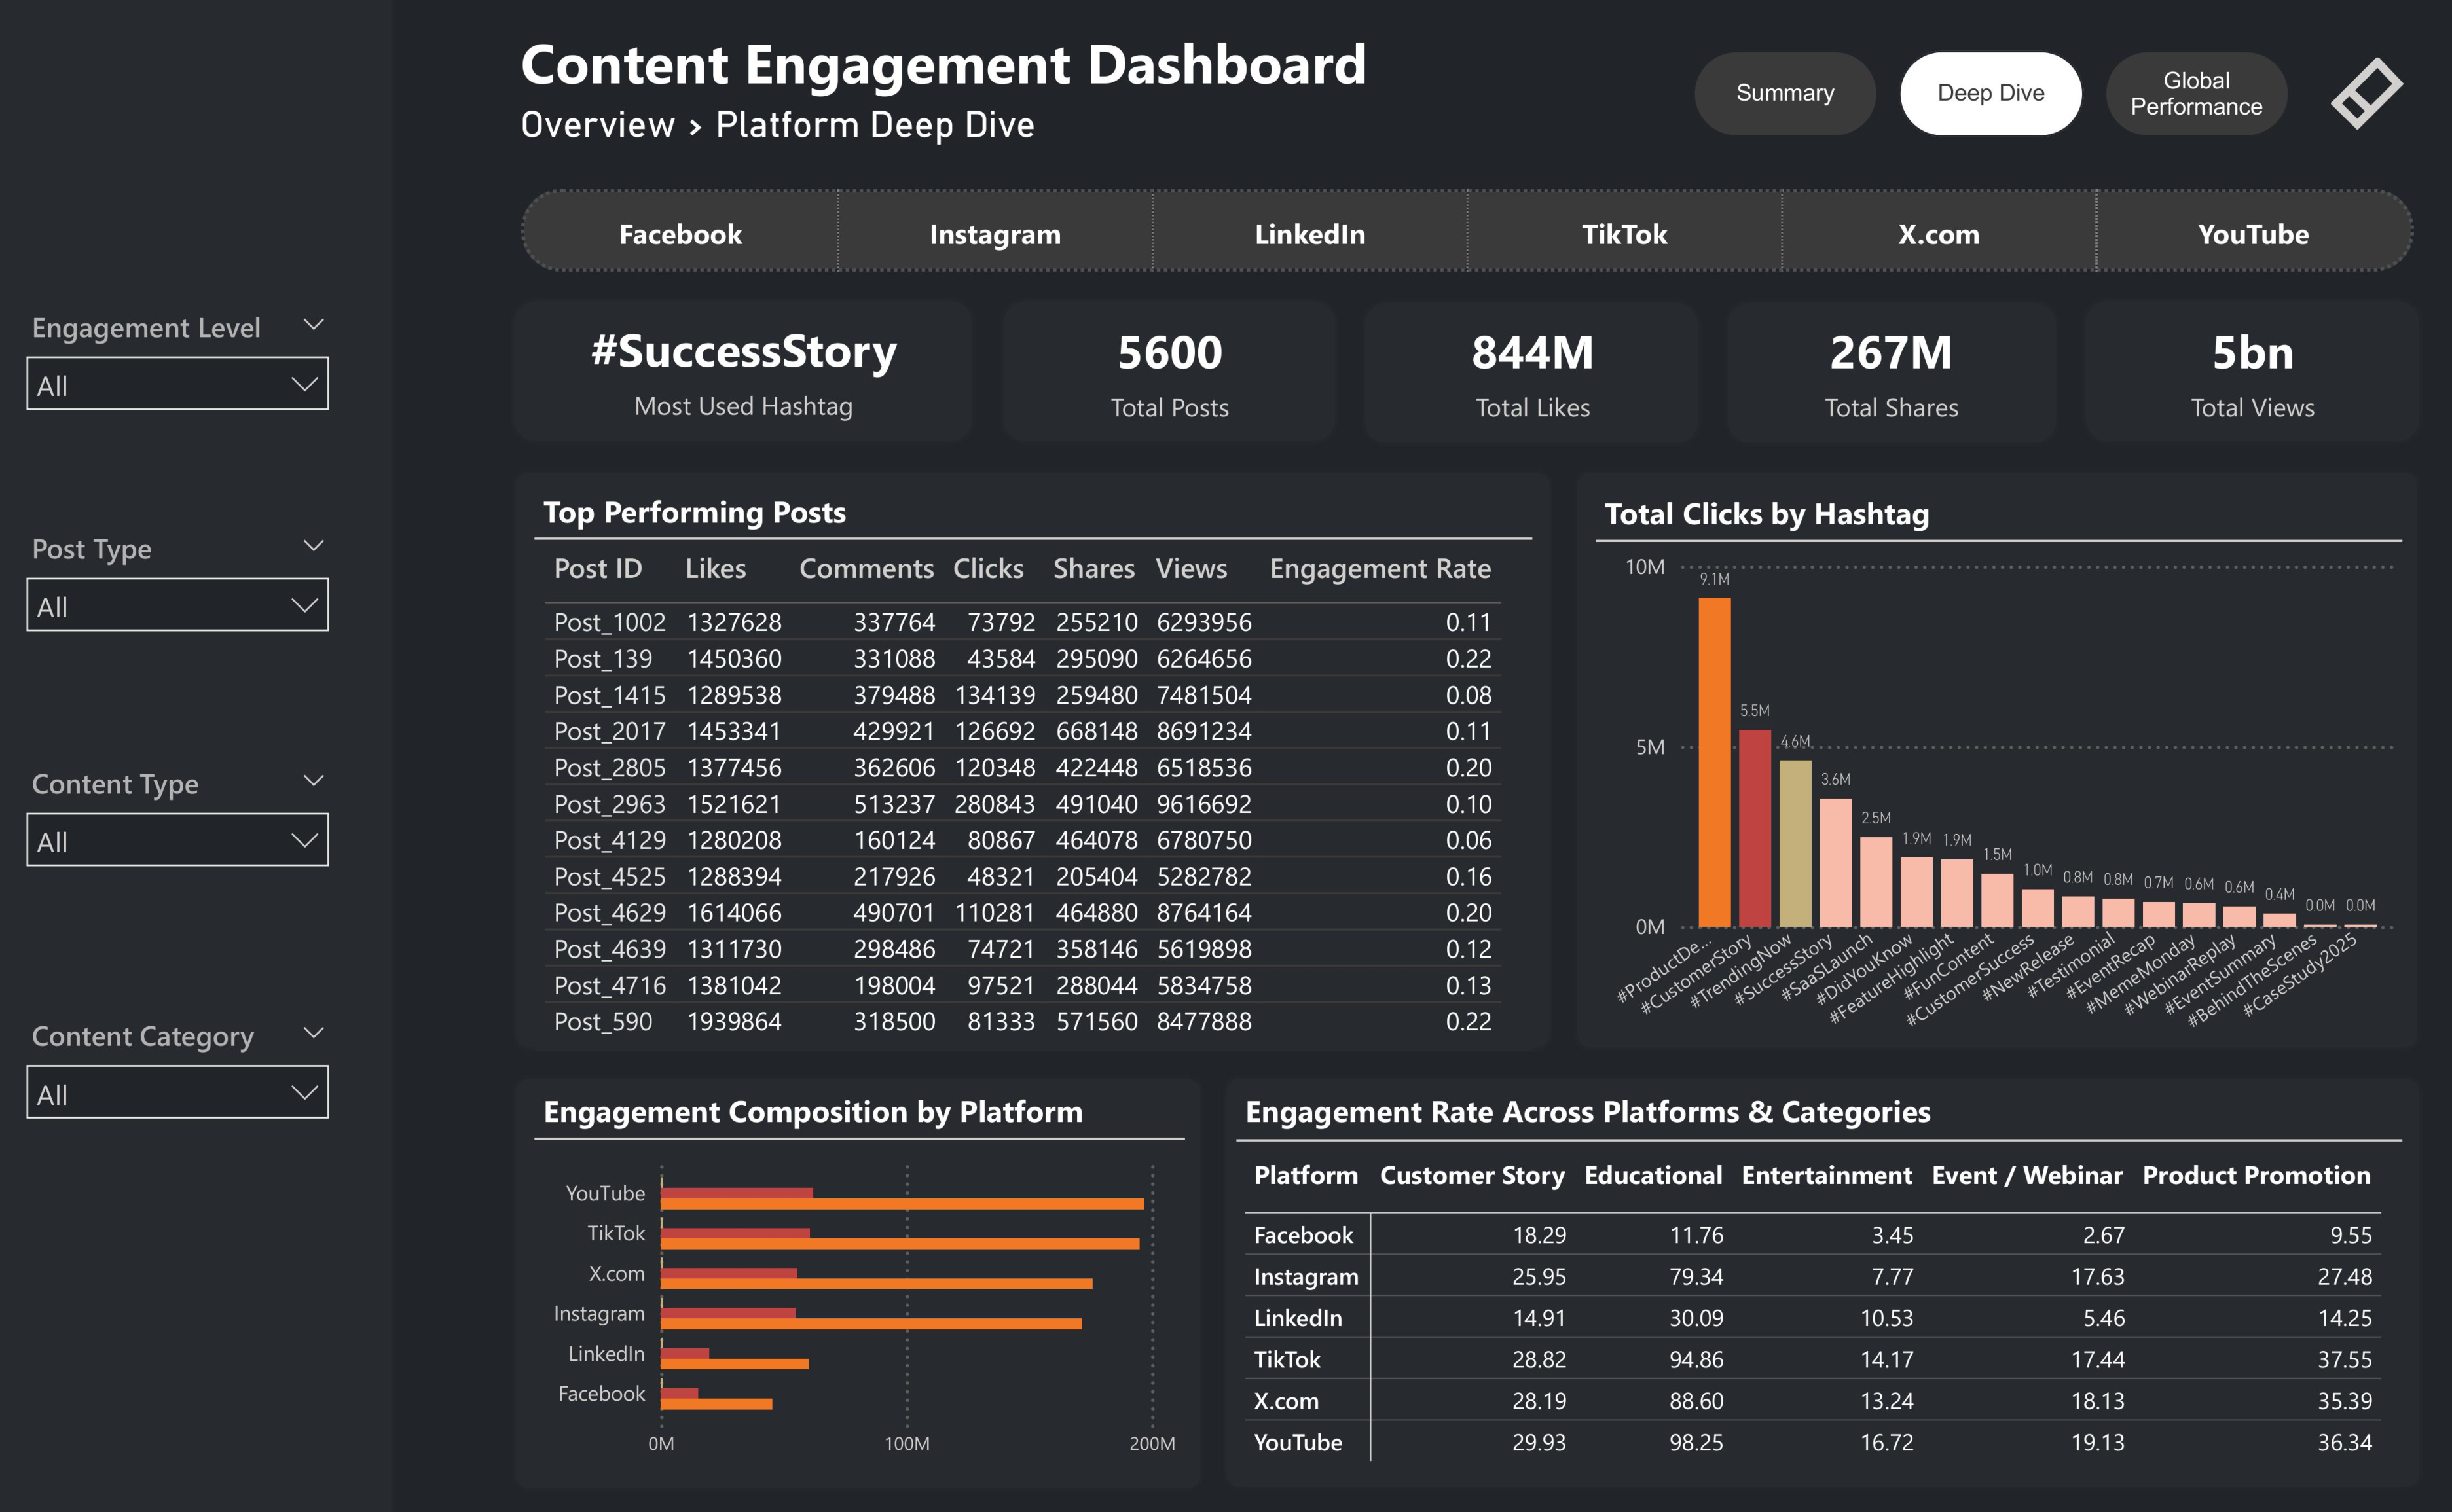 Content Engagement Dashboard
Overview › Platform Deep Dive
Summary
Deep Dive
Global
Performance
Facebook Instagram LinkedIn TikTok X.com YouTube
Engagement Level
All
Post Type
All
Content Type
All
Content Category
All
#SuccessStory
Most Used Hashtag
5600
Total Posts
844M
Total Likes
267M
Total Shares
5bn
Total Views
Top Performing Posts
Post ID Likes Comments Clicks Shares Views Engagement Rate
Post_1002 1327628 337764 73792 255210 6293956 0.11
Post_139 1450360 331088 43584 295090 6264656 0.22
Post_1415 1289538 379488 134139 259480 7481504 0.08
Post_2017 1453341 429921 126692 668148 8691234 0.11
Post_2805 1377456 362606 120348 422448 6518536 0.20
Post_2963 1521621 513237 280843 491040 9616692 0.10
Post_4129 1280208 160124 80867 464078 6780750 0.06
Post_4525 1288394 217926 48321 205404 5282782 0.16
Post_4629 1614066 490701 110281 464880 8764164 0.20
Post_4639 1311730 298486 74721 358146 5619898 0.12
Post_4716 1381042 198004 97521 288044 5834758 0.13
Post_590 1939864 318500 81333 571560 8477888 0.22
Total Clicks by Hashtag
10M
5M
0M
9.1M
5.5M
4.6M
3.6M
2.5M
1.9M
1.9M
1.5M
1.0M
0.8M
0.8M
0.7M
0.6M
0.6M
0.4M
0.0M
0.0M
#ProductDe...
#CustomerStory
#TrendingNow
#SuccessStory
#SaaSLaunch
#DidYouKnow
#FeatureHighlight
#FunContent
#CustomerSuccess
#NewRelease
#Testimonial
#EventRecap
#MemeMonday
#WebinarReplay
#EventSummary
#BehindTheScenes
#CaseStudy2025
Engagement Composition by Platform
YouTube
TikTok
X.com
Instagram
LinkedIn
Facebook
0M 100M 200M
Engagement Rate Across Platforms & Categories
Platform Customer Story Educational Entertainment Event / Webinar Product Promotion
Facebook 18.29 11.76 3.45 2.67 9.55
Instagram 25.95 79.34 7.77 17.63 27.48
LinkedIn 14.91 30.09 10.53 5.46 14.25
TikTok 28.82 94.86 14.17 17.44 37.55
X.com 28.19 88.60 13.24 18.13 35.39
YouTube 29.93 98.25 16.72 19.13 36.34